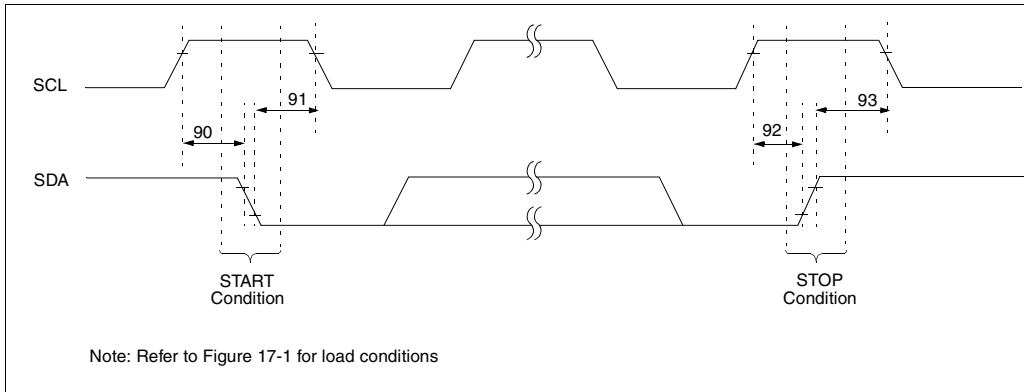 SCL
91
93
90
92
SDA
START
Condition
STOP
Condition
Note: Refer to Figure 17-1 for load conditions